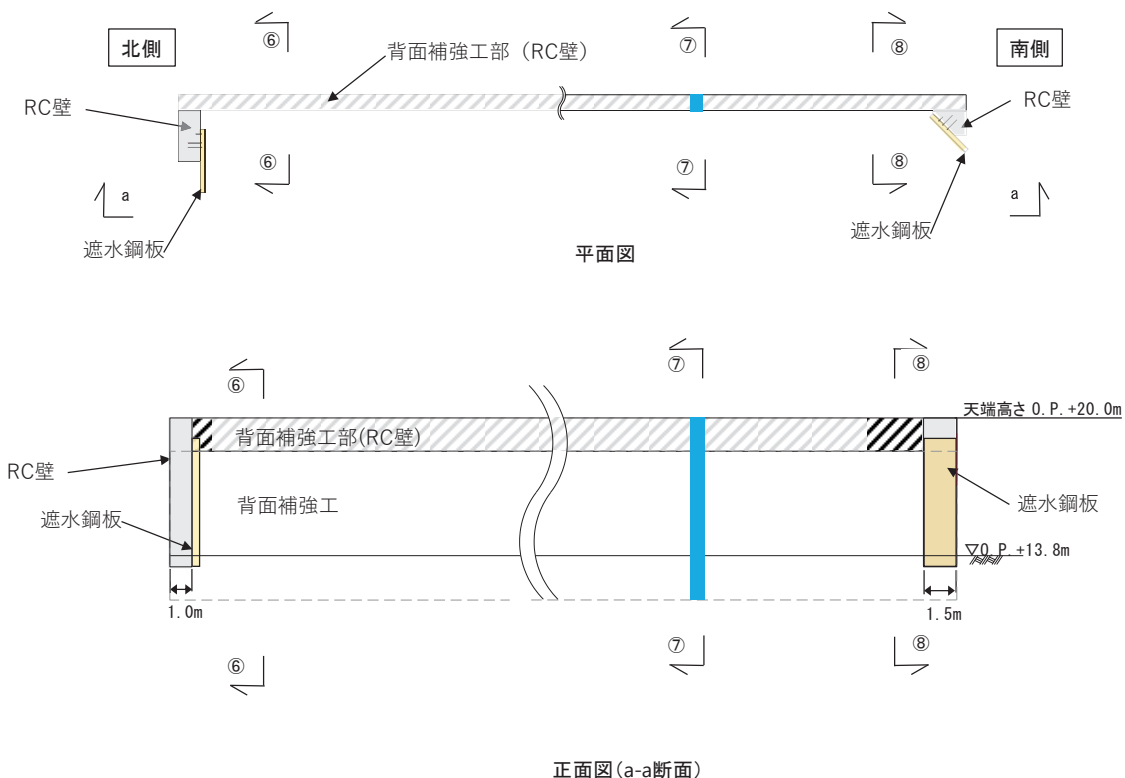 ⑥
⑦
⑧
北側
背面補強工部（RC壁）
南側
RC壁
RC壁
⑥
⑦
⑧
a
a
遮水鋼板
遮水鋼板
平面図
⑦
⑧
⑥
天端高さ O.P.+20.0m
背面補強工部(RC壁)
RC壁
背面補強工
遮水鋼板
遮水鋼板
▽O.P.+13.8m
1.0m
1.5m
⑦
⑧
⑥
正面図(a-a断面)